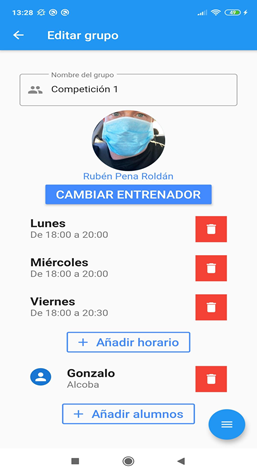 13:28
Editar grupo
Nombre del grupo
Competición 1
Rubén Pena Roldán
CAMBIAR ENTRENADOR
Lunes
De 18:00 a 20:00
Miércoles
De 18:00 a 20:00
Viernes
De 18:00 a 20:30
+ Añadir horario
Gonzalo
Alcoba
+ Añadir alumnos